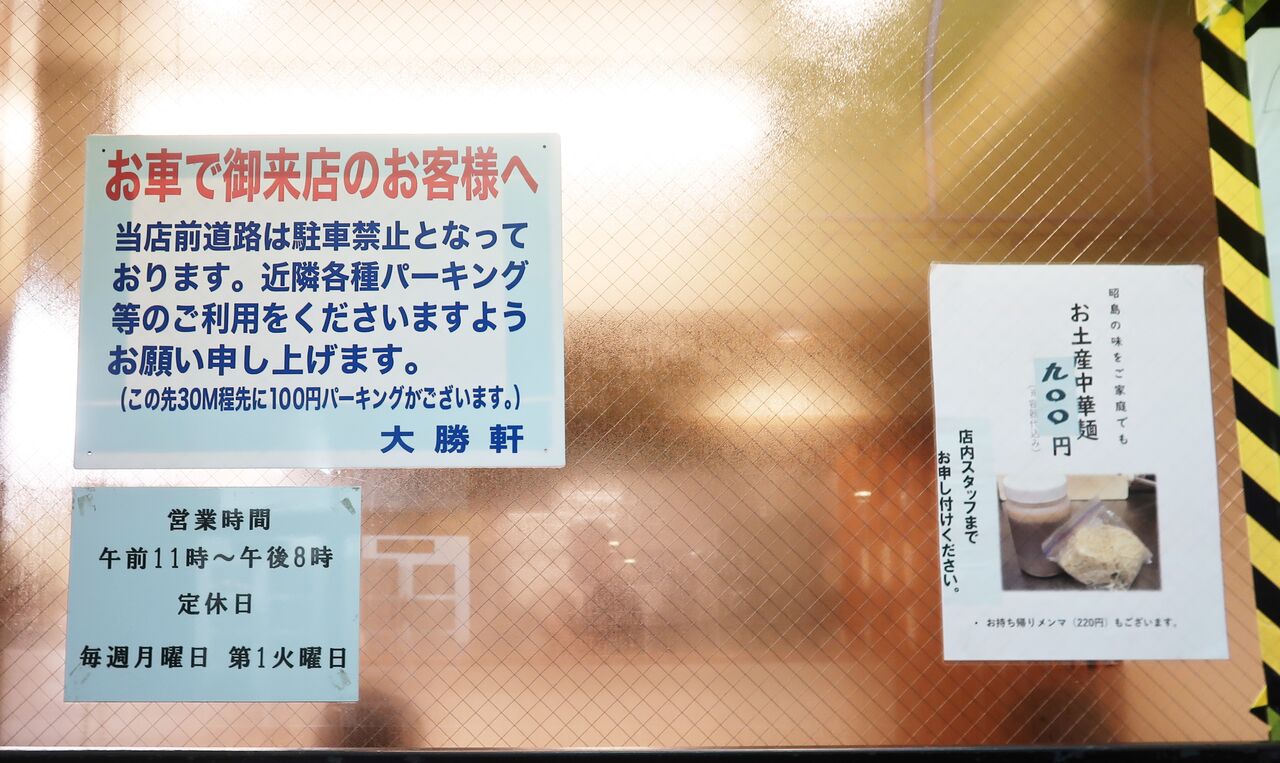 お車で御来店のお客様へ
当店前道路は駐車禁止となって
おります。近隣各種パーキング
等のご利用をくださいますよう
お願い申し上げます。
(この先30M程先に100円パーキングがございます。)
大勝軒
営業時間
午前11時～午後8時
定休日
毎週月曜日 第1火曜日
昭島の味をご家庭でも
お土産中華麺
九〇〇円
店内スタッフまで
お申し付けください。
・お持ち帰りメンマ（220円）もございます。